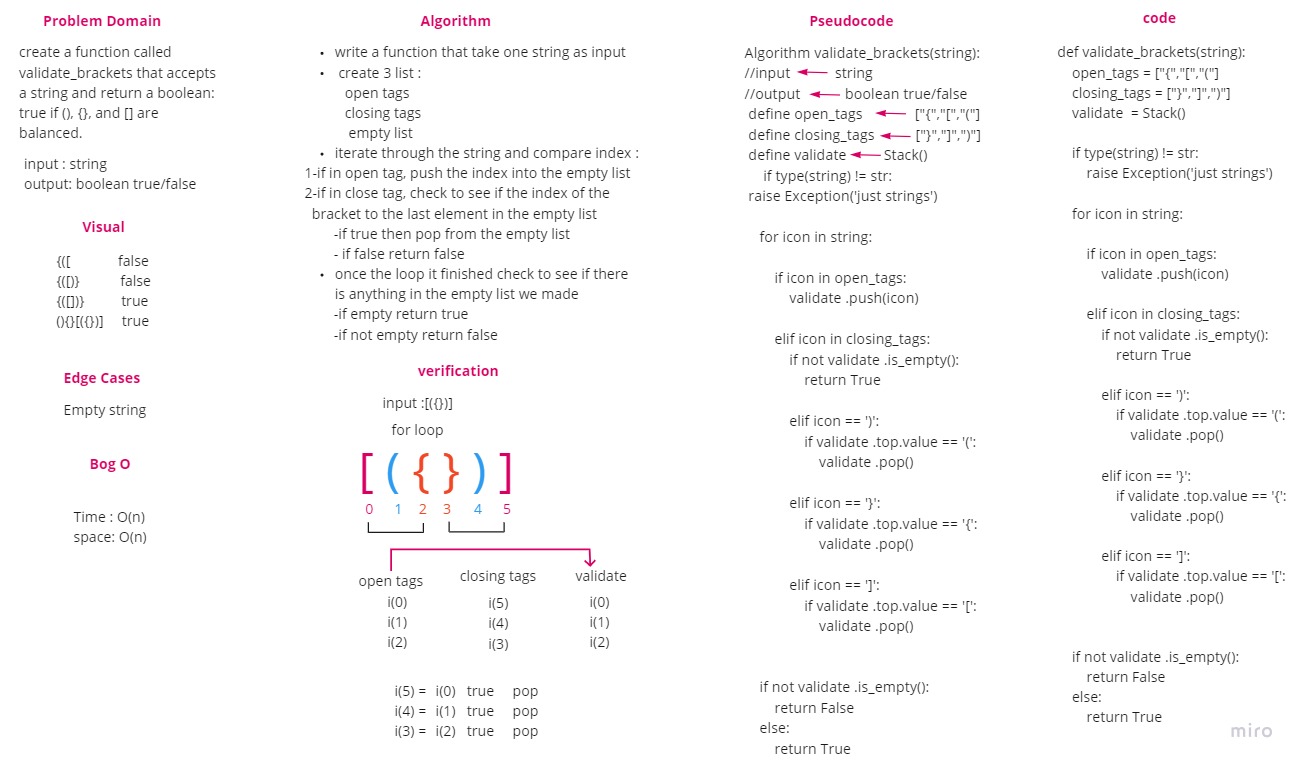 Problem Domain
create a function called
validate_brackets that accepts
a string and return a boolean:
true if (), {}, and [] are
balanced.
input : string
output: boolean true/false
Visual
{([ false
{([)} false
{([])} true
(){}[({})] true
Edge Cases
Empty string
Bog O
Time : O(n)
space: O(n)
Algorithm
• write a function that take one string as input
• create 3 list :
open tags
closing tags
empty list
• iterate through the string and compare index :
1-if in open tag, push the index into the empty list
2-if in close tag, check to see if the index of the
bracket to the last element in the empty list
-if true then pop from the empty list
- if false return false
• once the loop it finished check to see if there
is anything in the empty list we made
-if empty return true
-if not empty return false
verification
input :[({})]
for loop
[ ( { } ) ]
0 1 2 3 4 5
open tags closing tags validate
i(0) i(5) i(0)
i(1) i(4) i(1)
i(2) i(3) i(2)
i(5) = i(0) true pop
i(4) = i(1) true pop
i(3) = i(2) true pop
Pseudocode
Algorithm validate_brackets(string):
//input string
//output boolean true/false
define open_tags ["{","[","("]
define closing_tags ["}","]",")"]
define validate Stack()
if type(string) != str:
raise Exception('just strings')
for icon in string:
if icon in open_tags:
validate .push(icon)
elif icon in closing_tags:
if not validate .is_empty():
return True
elif icon == ')':
if validate .top.value == '(':
validate .pop()
elif icon == '}':
if validate .top.value == '{':
validate .pop()
elif icon == ']':
if validate .top.value == '[':
validate .pop()
if not validate .is_empty():
return False
else:
return True
code
def validate_brackets(string):
open_tags = ["{","[","("]
closing_tags = ["}","]",")"]
validate = Stack()
if type(string) != str:
raise Exception('just strings')
for icon in string:
if icon in open_tags:
validate .push(icon)
elif icon in closing_tags:
if not validate .is_empty():
return True
elif icon == ')':
if validate .top.value == '(':
validate .pop()
elif icon == '}':
if validate .top.value == '{':
validate .pop()
elif icon == ']':
if validate .top.value == '[':
validate .pop()
if not validate .is_empty():
return False
else:
return True
miro